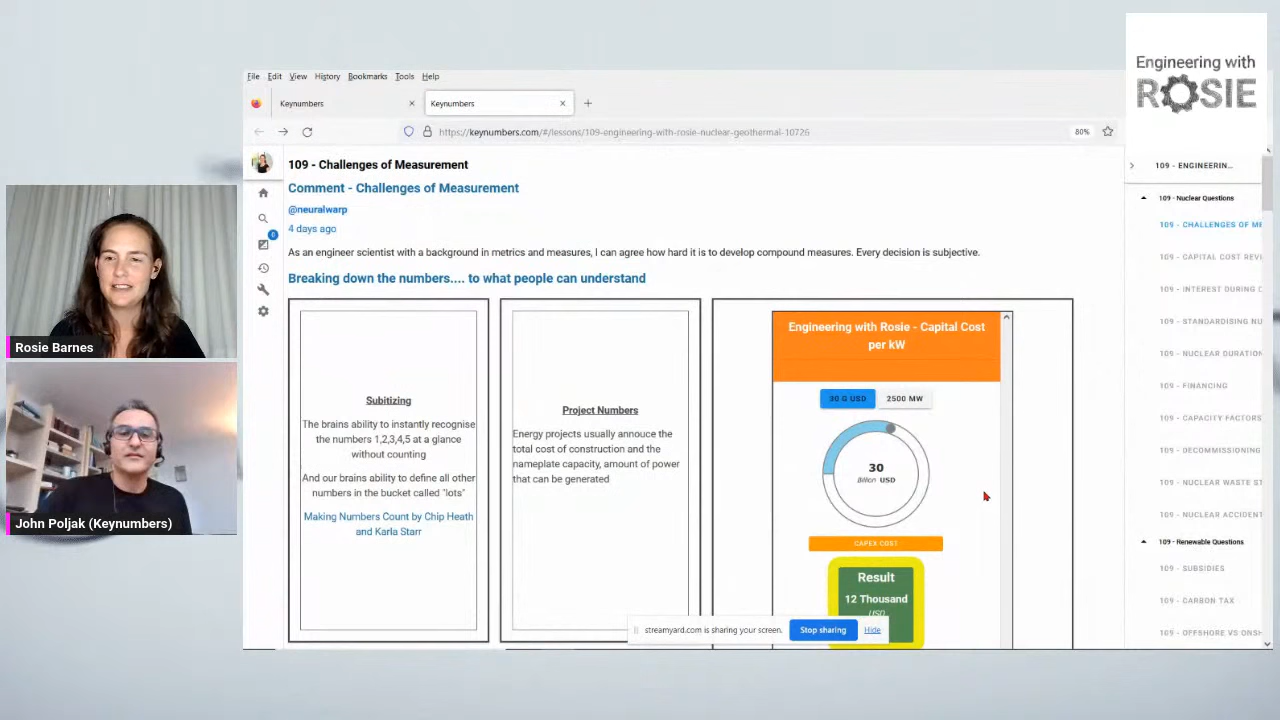 Engineering with
ROSIE
File Edit View History Bookmarks Tools Help
Keynumbers
Keynumbers
https://keynumbers.com/#/lessons/109-engineering-with-rosie-nuclear-geothermal-10726
80%
109 - Challenges of Measurement
Comment - Challenges of Measurement
@neuralwarp
4 days ago
As an engineer scientist with a background in metrics and measures, I can agree how hard it is to develop compound measures. Every decision is subjective.
Breaking down the numbers.... to what people can understand
0
Subitizing
The brains ability to instantly recognise
the numbers 1,2,3,4,5 at a glance
without counting
And our brains ability to define all other
numbers in the bucket called "lots"
Making Numbers Count by Chip Heath
and Karla Starr
Project Numbers
Energy projects usually annouce the
total cost of construction and the
nameplate capacity, amount of power
that can be generated
Engineering with Rosie - Capital Cost
per kW
30 G USD
2500 MW
30
Billion USD
CAPEX COST
Result
12 Thousand
USD
streamyard.com is sharing your screen.
Stop sharing
Hide
109 - ENGINEERIN...
109 - Nuclear Questions
109 - CHALLENGES OF ME
109 - CAPITAL COST REVI
109 - INTEREST DURING C
109 - STANDARDISING NU
109 - NUCLEAR DURATION
109 - FINANCING
109 - CAPACITY FACTORS
109 - DECOMMISSIONING
109 - NUCLEAR WASTE ST
109 - NUCLEAR ACCIDENT
109 - Renewable Questions
109 - SUBSIDIES
109 - CARBON TAX
109 - OFFSHORE VS ONSH
Rosie Barnes
John Poljak (Keynumbers)